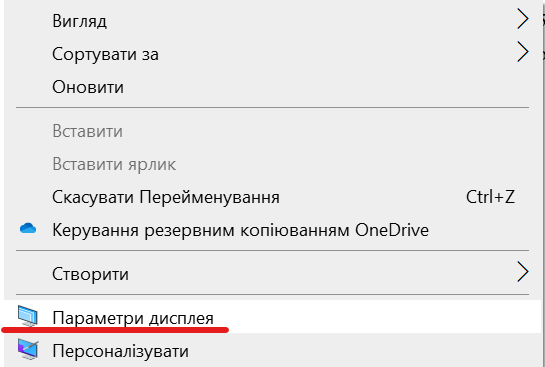 Вигляд
Сортувати за
Оновити
Вставити
Вставити ярлик
Скасувати Перейменування Ctrl+Z
Керування резервним копіюванням OneDrive
Створити
Параметри дисплея
Персоналізувати